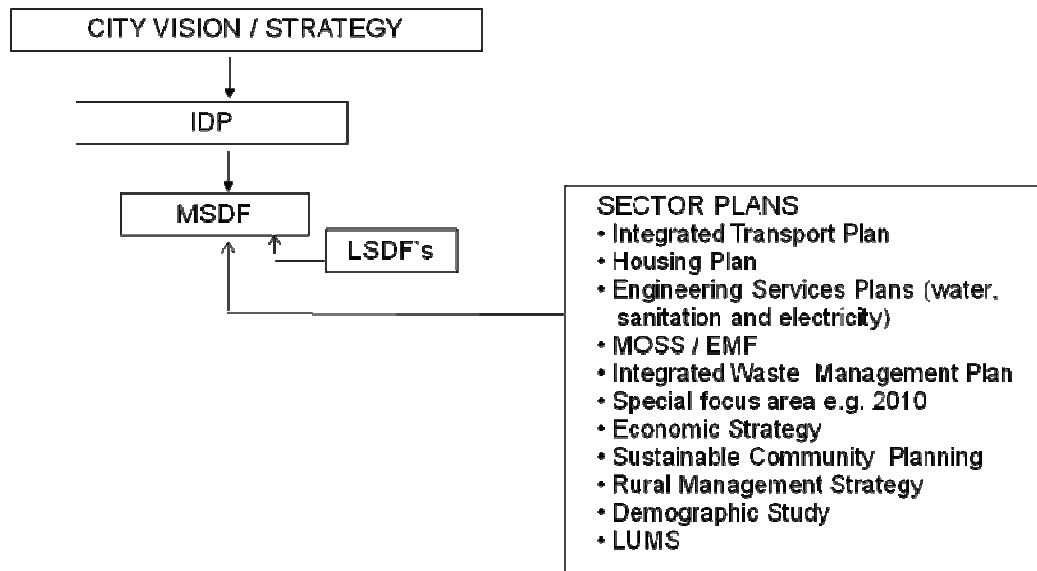 CITY VISION / STRATEGY
IDP
MSDF
LSDF's
SECTOR PLANS
• Integrated Transport Plan
• Housing Plan
• Engineering Services Plans (water,
sanitation and electricity)
• MOSS / EMF
• Integrated Waste Management Plan
• Special focus area e.g. 2010
• Economic Strategy
• Sustainable Community Planning
• Rural Management Strategy
• Demographic Study
• LUMS